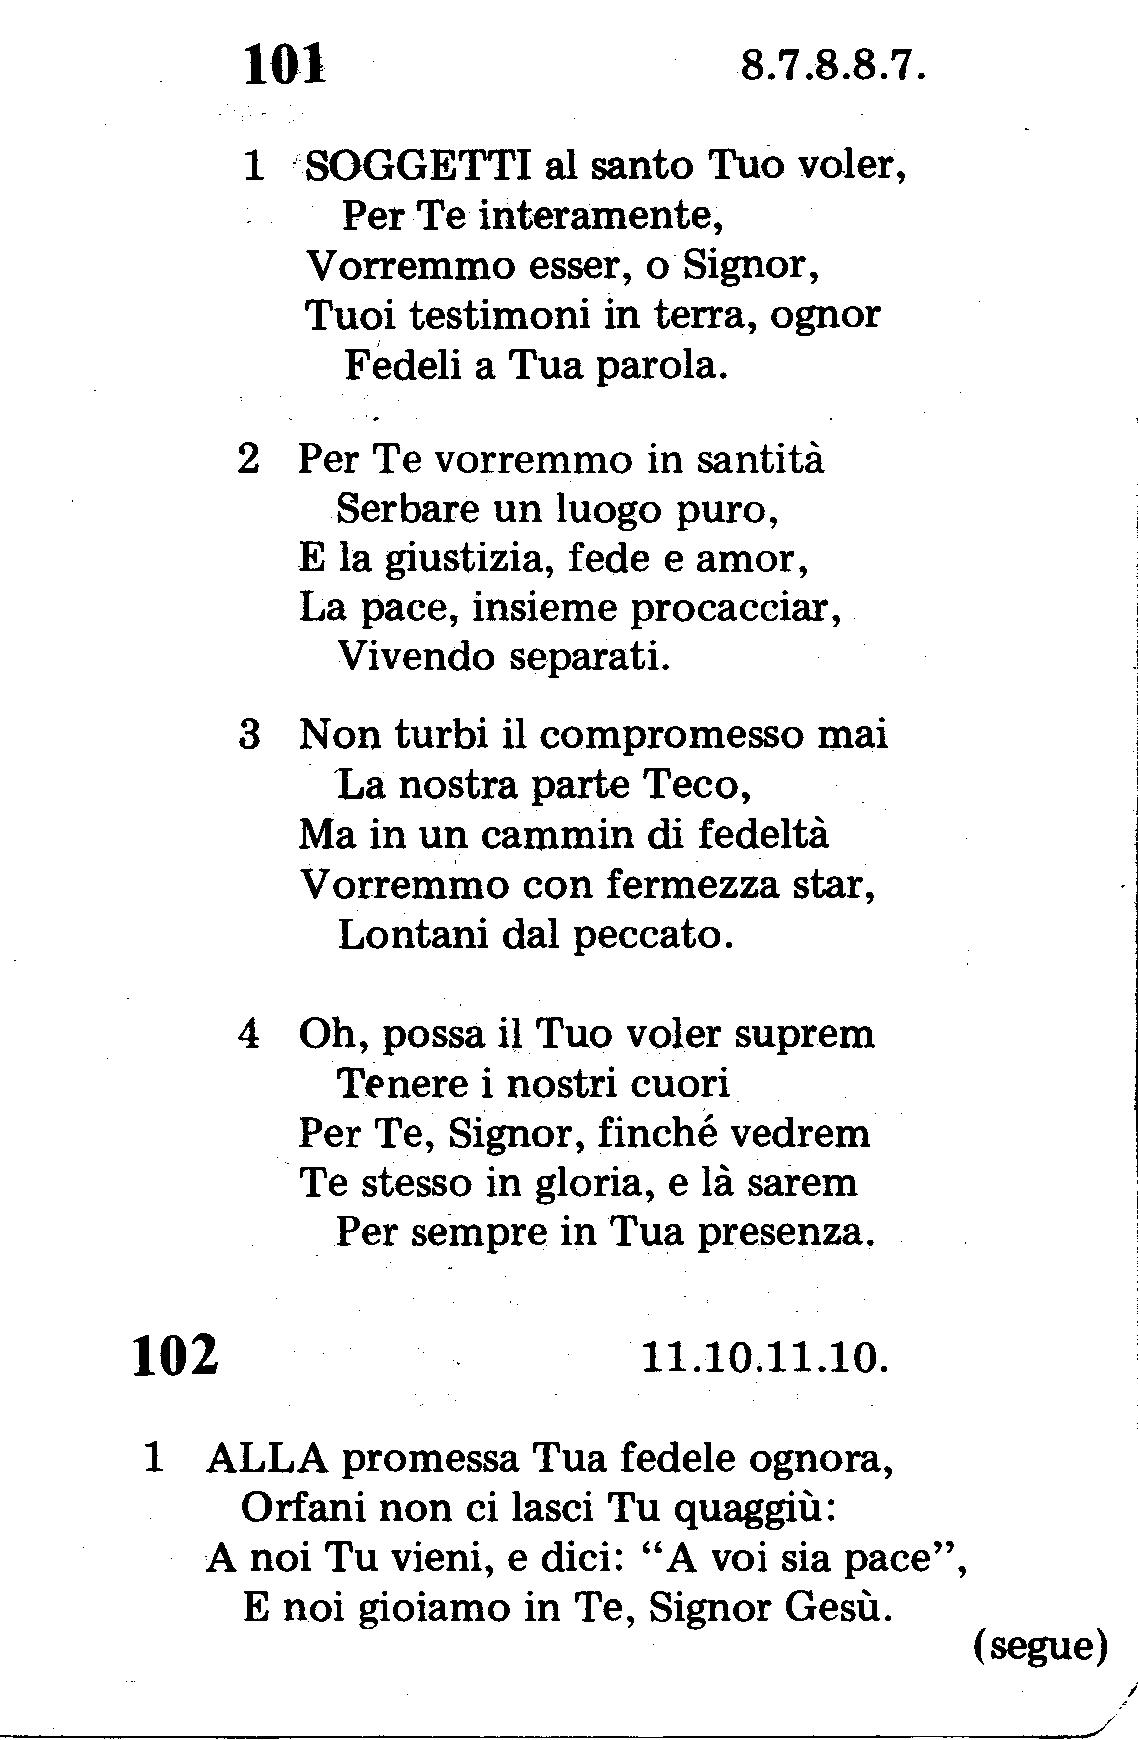 101 8.7.8.8.7.
1 SOGGETTI al santo Tuo voler,
Per Te interamente,
Vorremmo esser, o Signor,
Tuoi testimoni in terra, ognor
Fedeli a Tua parola.
2 Per Te vorremmo in santità
Serbare un luogo puro,
E la giustizia, fede e amor,
La pace, insieme procacciar,
Vivendo separati.
3 Non turbi il compromesso mai
La nostra parte Teco,
Ma in un cammin di fedeltà
Vorremmo con fermezza star,
Lontani dal peccato.
4 Oh, possa il Tuo voler suprem
Tenere i nostri cuori
Per Te, Signor, finché vedrem
Te stesso in gloria, e là sarem
Per sempre in Tua presenza.
102 11.10.11.10.
1 ALLA promessa Tua fedele ognora,
Orfani non ci lasci Tu quaggiù:
A noi Tu vieni, e dici: “A voi sia pace”,
E noi gioiamo in Te, Signor Gesù.
(segue)